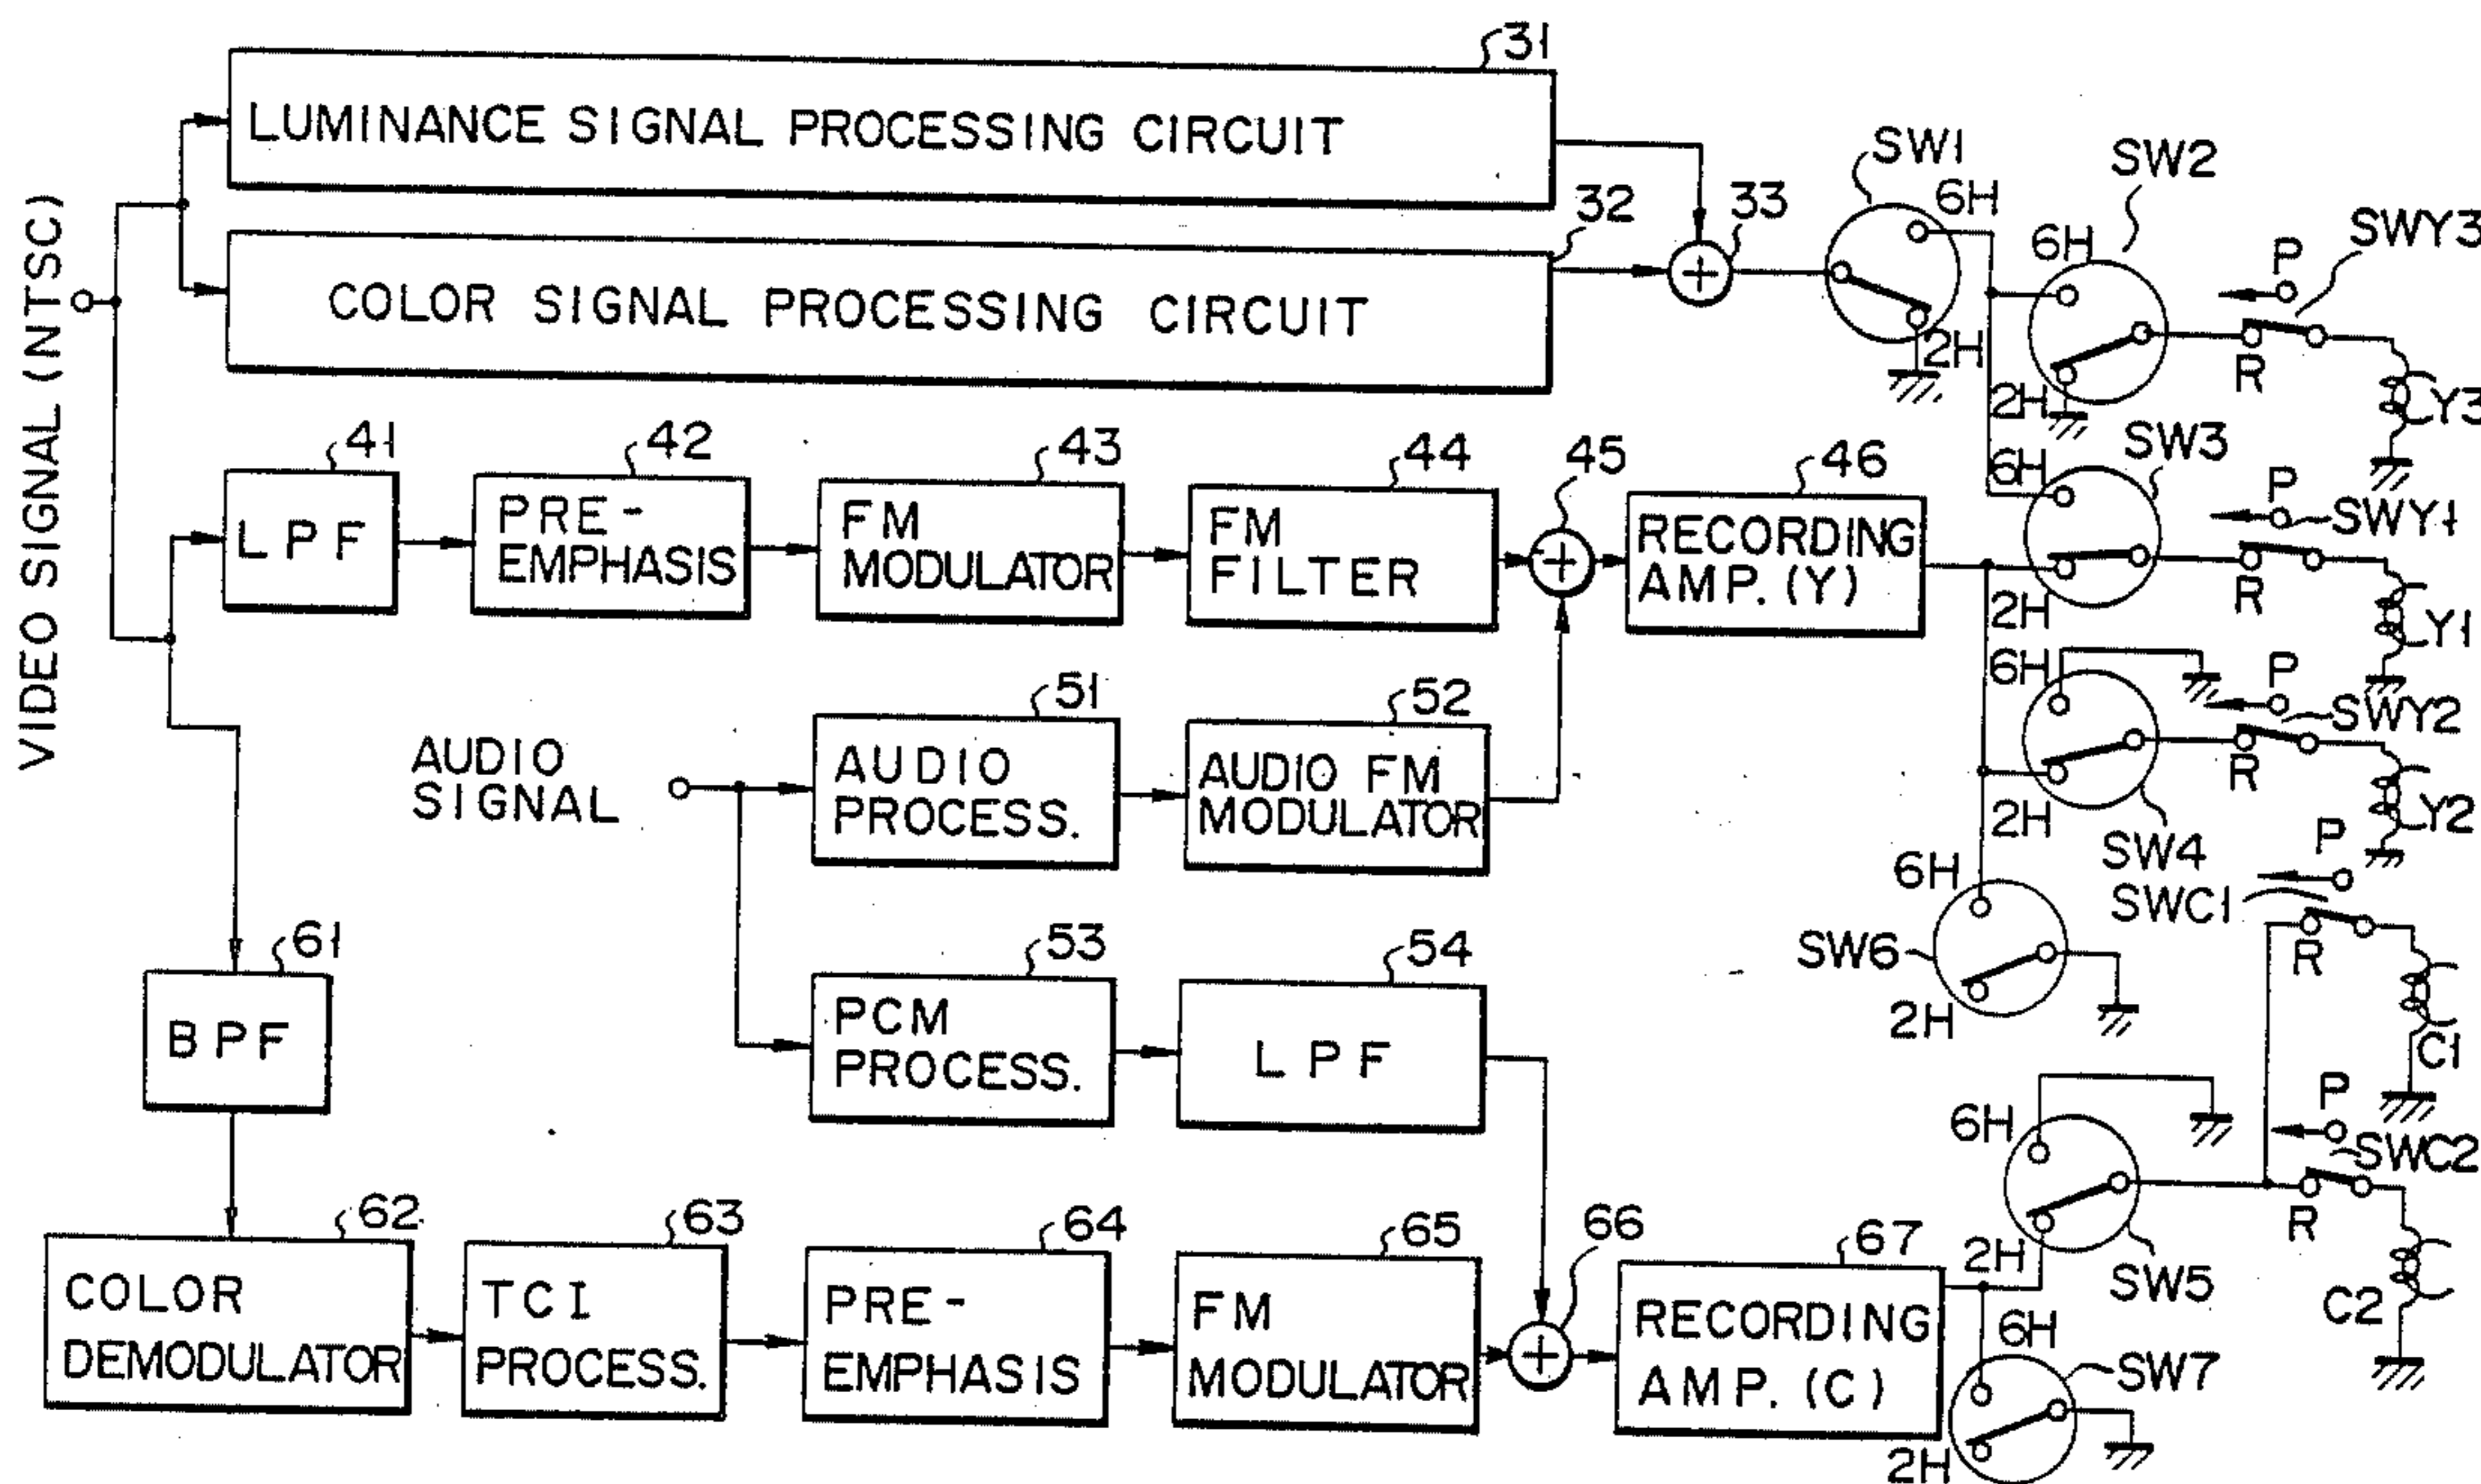 VIDEO SIGNAL (NTSC)
31
LUMINANCE SIGNAL PROCESSING CIRCUIT
32
COLOR SIGNAL PROCESSING CIRCUIT
33
SW1
6H
2H
SW2
6H
2H
P
SWY3
R
Y3
41
LPF
42
PRE-
EMPHASIS
43
FM
MODULATOR
44
FM
FILTER
45
46
RECORDING
AMP. (Y)
6H
SW3
2H
P
SWY1
R
Y1
6H
2H
SW4
P
SWY2
R
Y2
AUDIO
SIGNAL
51
AUDIO
PROCESS.
52
AUDIO FM
MODULATOR
53
PCM
PROCESS.
54
LPF
6H
SW6
2H
P
SWC1
R
C1
61
BPF
62
COLOR
DEMODULATOR
63
TCI
PROCESS.
64
PRE-
EMPHASIS
65
FM
MODULATOR
66
67
RECORDING
AMP. (C)
6H
2H
SW5
P
SWC2
R
C2
6H
SW7
2H